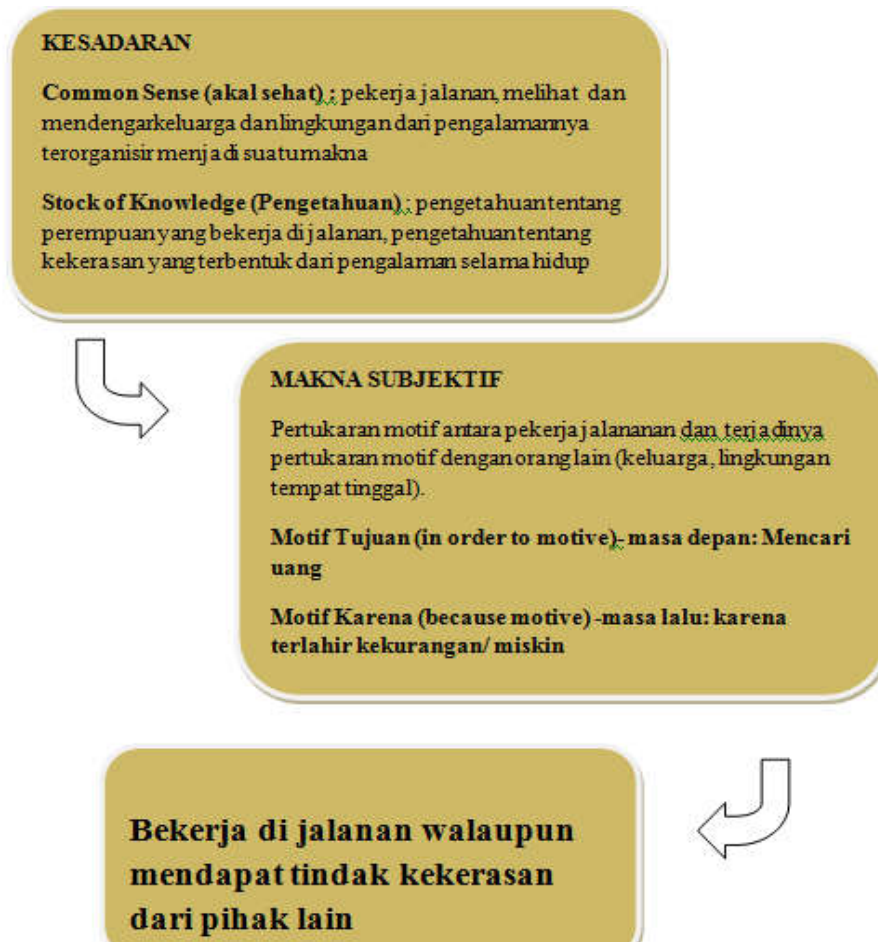 KESADARAN
Common Sense (akal sehat) : pekerja jalanan, melihat dan
mendengarkeluarga danlingkungan dari pengalamannya
terorganisir menjadi suatumakna
Stock of Knowledge (Pengetahuan) : pengetahuantentang
perempuan yang bekerja di jalanan, pengetahuan tentang
kekerasan yang terbentuk dari pengalaman selama hidup
MAKNA SUBJEKTIF
Pertukaran motif antara pekerja jalananan dan terjadinya
pertukaran motif dengan orang lain (keluarga, lingkungan
tempat tinggal).
Motif Tujuan (in order to motive)- masa depan: Mencari
uang
Motif Karena (because motive) -masa lalu: karena
terlahir kekurangan/ miskin
Bekerja di jalanan walaupun
mendapat tindak kekerasan
dari pihak lain